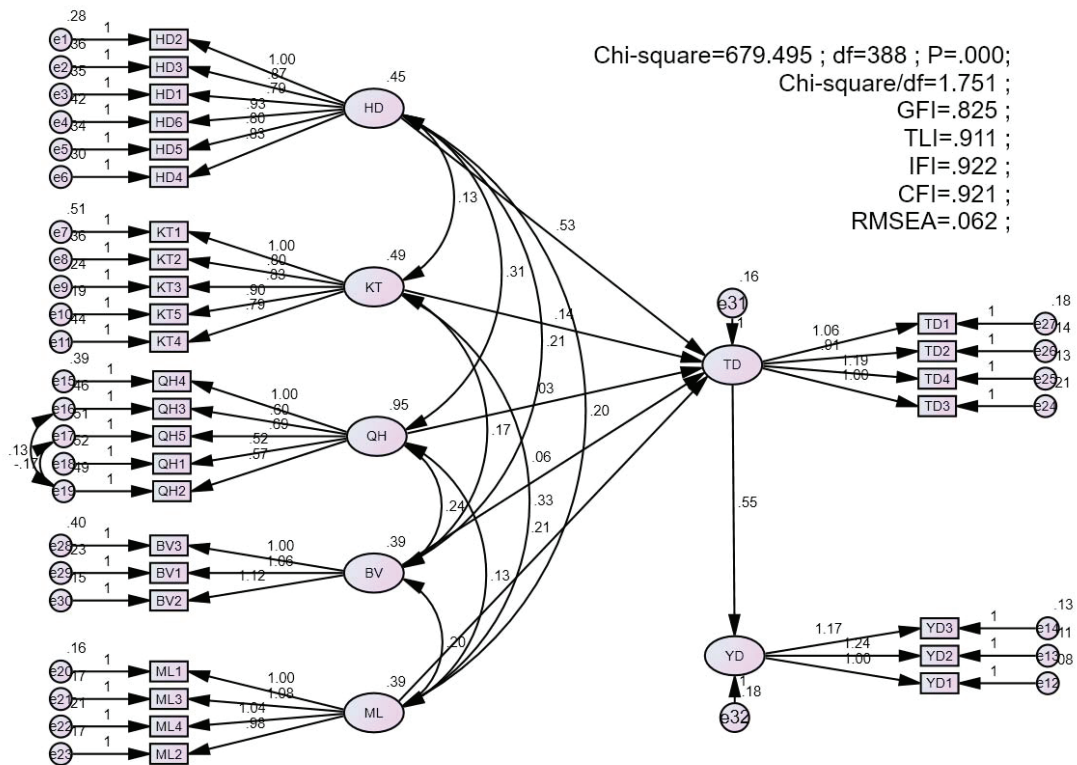 Chi-square=679.495 ; df=388 ; P=.000;
Chi-square/df=1.751 ;
GFI=.825 ;
TLI=.911 ;
IFI=.922 ;
CFI=.921 ;
RMSEA=.062 ;
.28
e1 1 HD2 1.00
.36
e2 1 HD3 .87
.35
e3 1 HD1 .79
.42
e4 1 HD6 .93
.34
e5 1 HD5 .80
.30
e6 1 HD4 .83
.45
HD
.51
e7 1 KT1 1.00
.36
e8 1 KT2 .80
.24
e9 1 KT3 .83
.19
e10 1 KT5 .90
.44
e11 1 KT4 .79
.49
KT
.39
e15 1 QH4 1.00
.46
e16 1 QH3 .60
.51
e17 1 QH5 .69
.52
e18 1 QH1 .52
.49
e19 1 QH2 .57
.13
-.17
.95
QH
.40
e28 1 BV3 1.00
.23
e29 1 BV1 1.06
.15
e30 1 BV2 1.12
.39
BV
.16
e20 1 ML1 1.00
.17
e21 1 ML3 1.08
.21
e22 1 ML4 1.04
.17
e23 1 ML2 .98
.39
ML
.13
.31
.21
.20
.17
.33
.24
.13
.20
.53
.14
.03
.06
.21
.16
e31
1
TD
1.06 TD1 1 e27 .18
.91 TD2 1 e26 .14
1.19 TD4 1 e25 .13
1.00 TD3 1 e24 .21
.55
YD
1.17 YD3 1 e14 .13
1.24 YD2 1 e13 .11
1.00 YD1 1 e12 .08
1
.18
e32